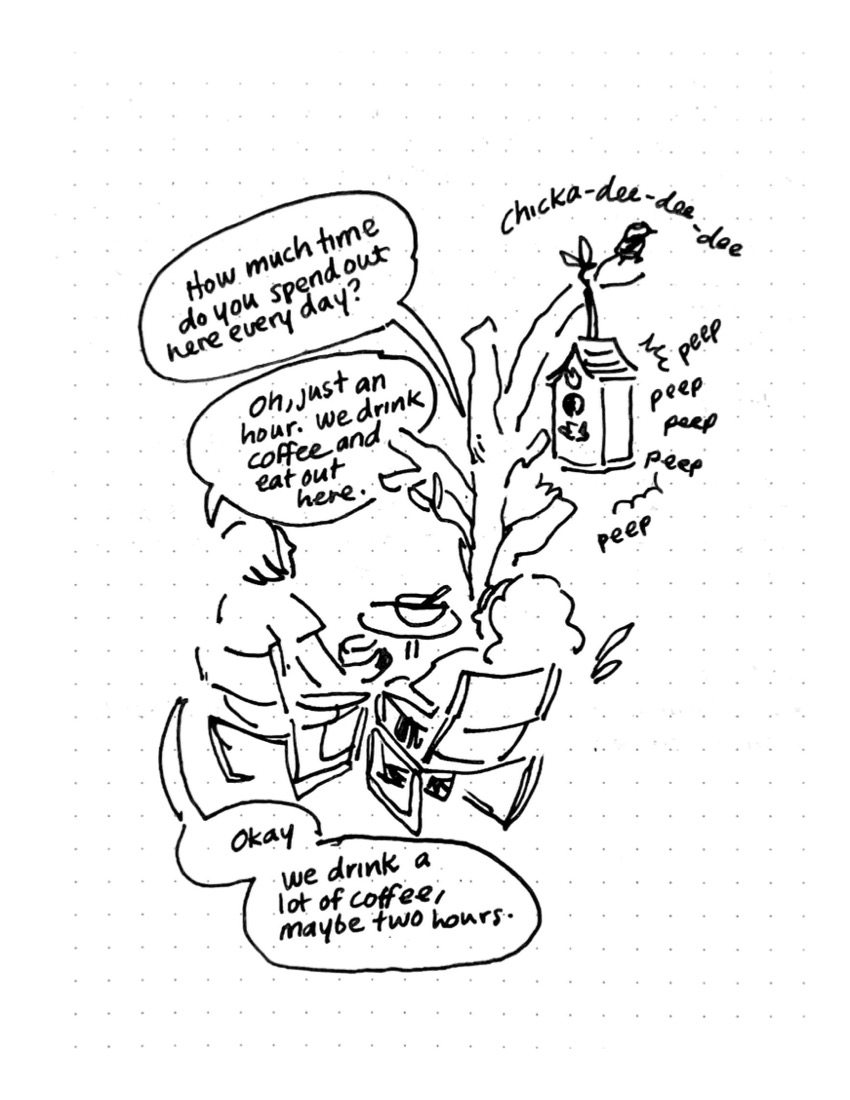 chicka-dee-dee-dee
How much time
do you spend out
here every day?
peep
peep
peep
peep
peep
Oh, just an
hour. We drink
coffee and
eat out
here.
Okay
we drink a
lot of coffee,
maybe two hours.